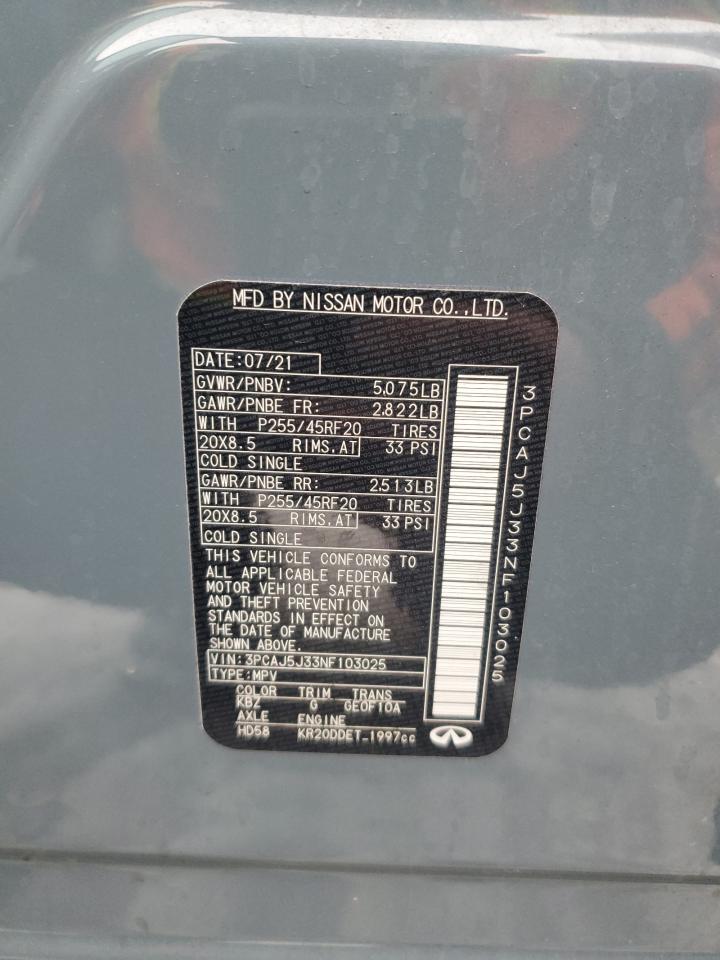 MFD BY NISSAN MOTOR CO.,LTD.
DATE:07/21
GVWR/PNBV: 5,075LB
GAWR/PNBE FR: 2,822LB
WITH P255/45RF20 TIRES
20X8.5 RIMS.AT 33 PSI
COLD SINGLE
GAWR/PNBE RR: 2,513LB
WITH P255/45RF20 TIRES
20X8.5 RIMS.AT 33 PSI
COLD SINGLE
THIS VEHICLE CONFORMS TO
ALL APPLICABLE FEDERAL
MOTOR VEHICLE SAFETY
AND THEFT PREVENTION
STANDARDS IN EFFECT ON
THE DATE OF MANUFACTURE
SHOWN ABOVE.
VIN:3PCAJ5J33NF103025
TYPE:MPV
COLOR TRIM TRANS
KBZ G GEOF10A
AXLE ENGINE
HD58 KR20DDET-1997cc
3PCAJ5J33NF103025